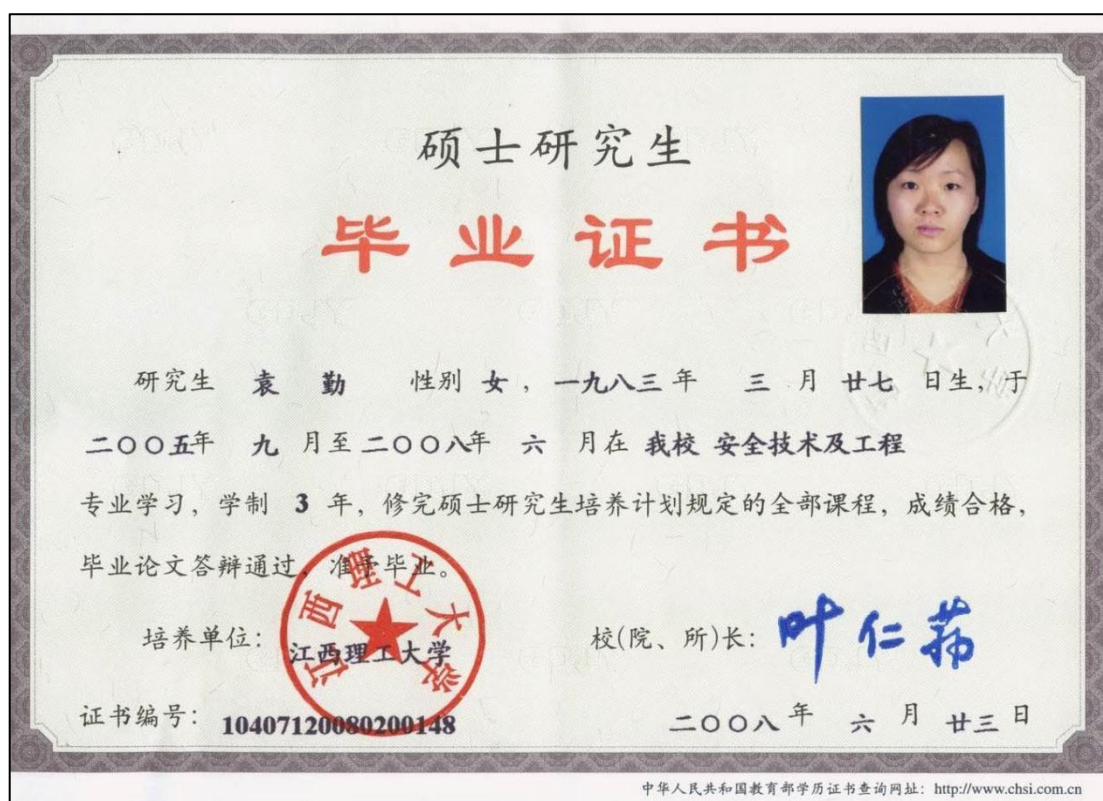 硕士研究生
毕业证书
研究生 袁 勤 性别 女，一九八三 年 三 月 廿七 日生，于
二〇〇五年 九 月至 二〇〇八年 六 月在 我校 安全技术及工程
专业学习，学制 3 年，修完硕士研究生培养计划规定的全部课程，成绩合格，
毕业论文答辩通过，准予毕业。
江西理工大学
培养单位：江西理工大学
校(院、所)长：叶仁荪
证书编号：104071200802001​48
二〇〇八 年 六 月 廿三 日
中华人民共和国教育部学历证书查询网址：http://www.chsi.com.cn